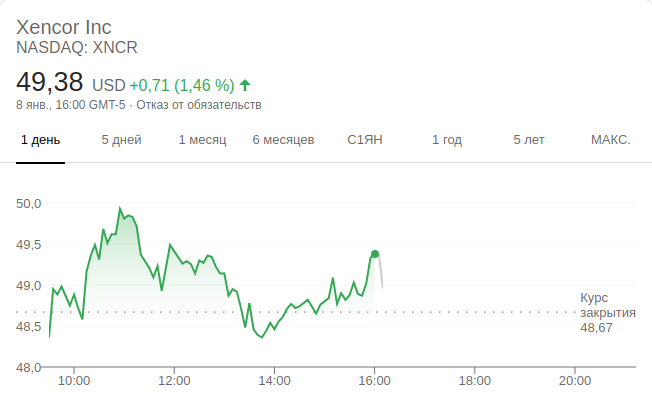 Xencor Inc
NASDAQ: XNCR
49,38 USD +0,71 (1,46 %)
8 янв., 16:00 GMT-5 · Отказ от обязательств
1 день 5 дней 1 месяц 6 месяцев С1ЯН 1 год 5 лет МАКС.
50,0
49,5
49,0
Курс
закрытия
48,67
48,5
48,0
10:00 12:00 14:00 16:00 18:00 20:00